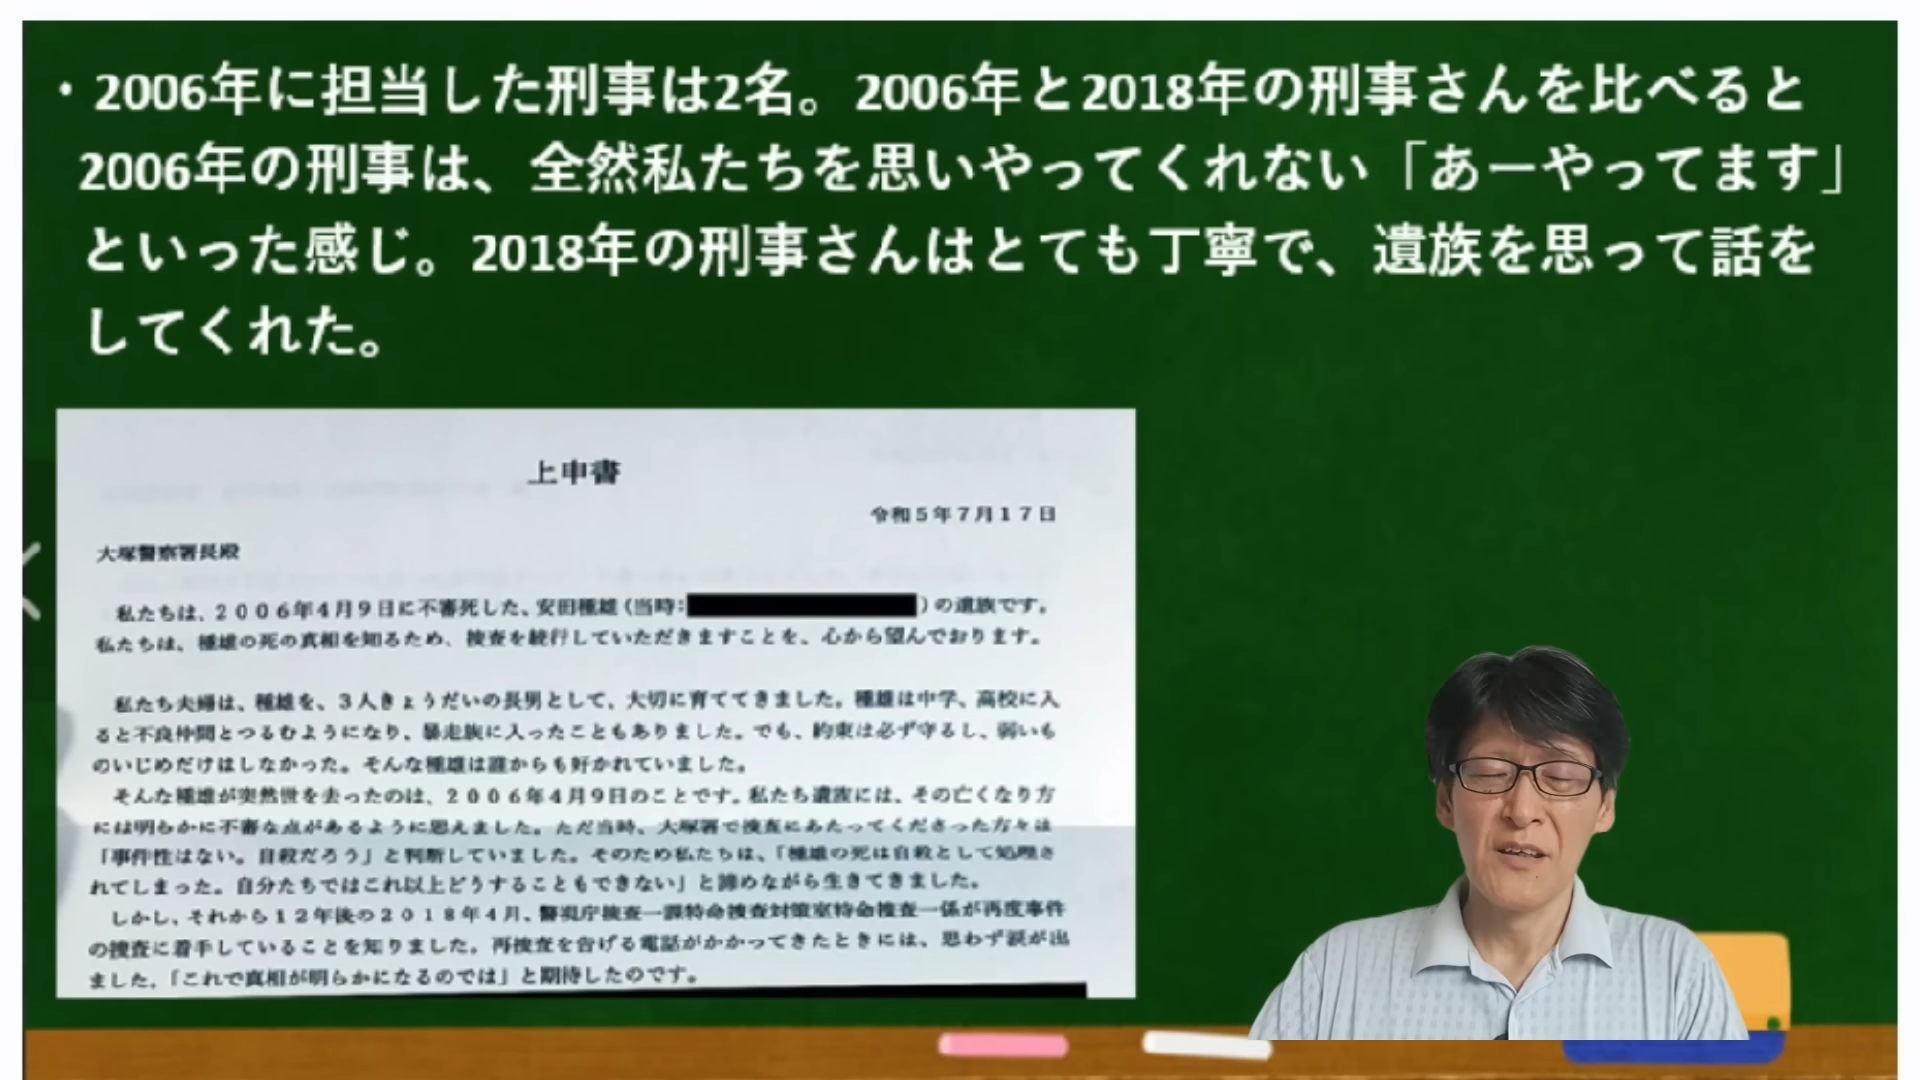 ・2006年に担当した刑事は2名。2006年と2018年の刑事さんを比べると
2006年の刑事は、全然私たちを思いやってくれない「あーやってます」
といった感じ。2018年の刑事さんはとても丁寧で、遺族を思って話を
してくれた。
上申書
令和5年7月17日
大塚警察署長殿
私たちは、2006年4月9日に不審死した、安田種雄（当時：　）の遺族です。
私たちは、種雄の死の真相を知るため、捜査を続行していただきますことを、心から望んでおります。
私たち夫婦は、種雄を、3人きょうだいの長男として、大切に育ててきました。種雄は中学、高校に入
ると不良仲間とつるむようになり、暴走族に入ったこともありました。でも、約束は必ず守るし、弱いも
のいじめだけはしなかった。そんな種雄は誰からも好かれていました。
そんな種雄が突然世を去ったのは、2006年4月9日のことです。私たち遺族には、その亡くなり方
には明らかに不審な点があるように思えました。ただ当時、大塚署で捜査にあたってくださった方々は
「事件性はない。自殺だろう」と判断していました。そのため私たちは、「種雄の死は自殺として処理さ
れてしまった。自分たちではこれ以上どうすることもできない」と諦めながら生きてきました。
しかし、それから12年後の2018年4月、警視庁捜査一課特命捜査対策室特命捜査一係が再度事件
の捜査に着手していることを知りました。再捜査を告げる電話がかかってきたときには、思わず涙が出
ました。「これで真相が明らかになるのでは」と期待したのです。